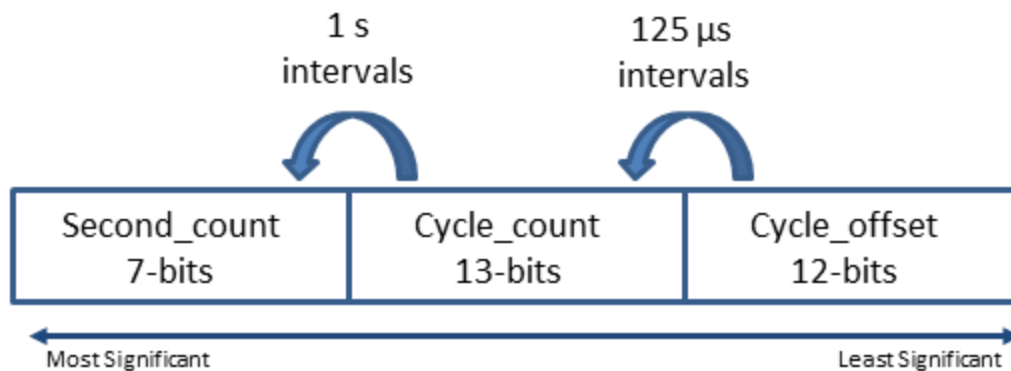 1 s
intervals
125 µs
intervals
Second_count
7-bits
Cycle_count
13-bits
Cycle_offset
12-bits
Most Significant
Least Significant